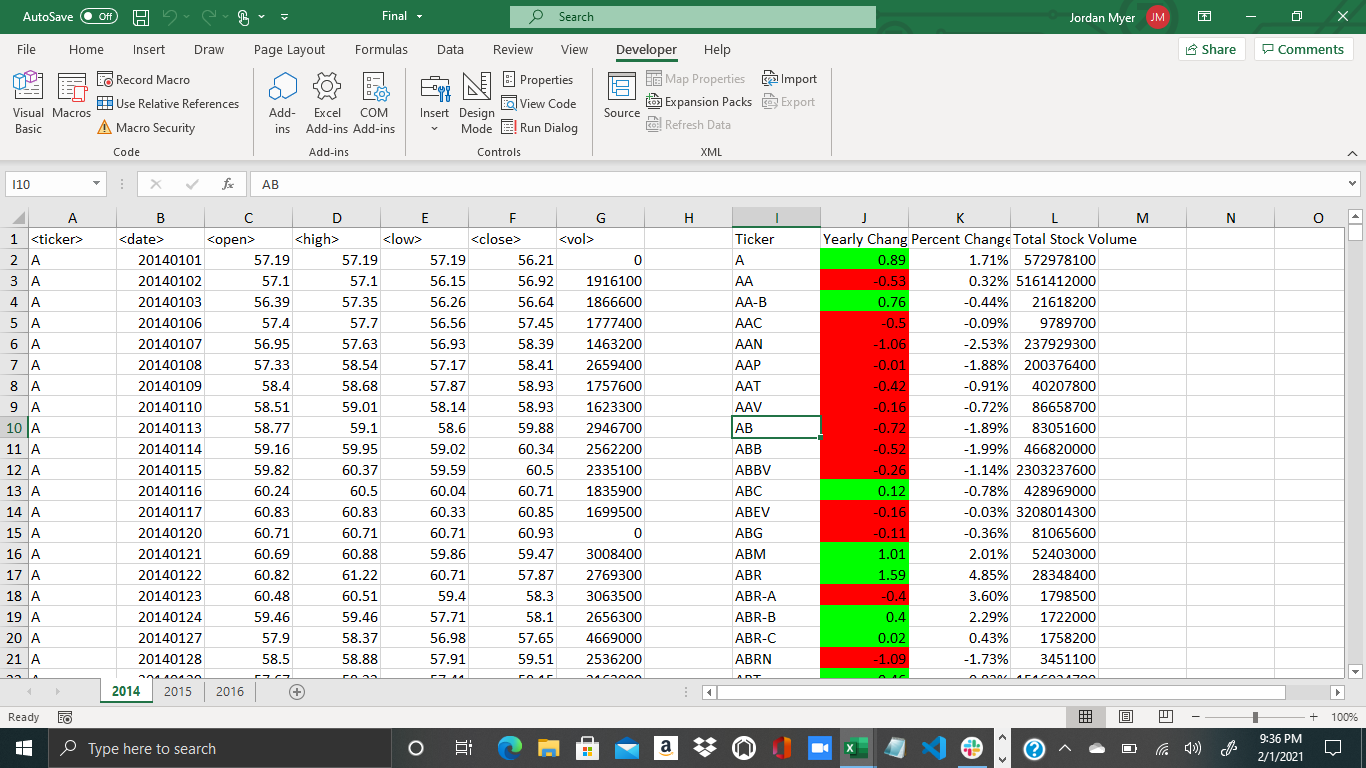 AutoSave Off Final Search Jordan Myer JM
File Home Insert Draw Page Layout Formulas Data Review View Developer Help Share Comments
Visual Basic Macros Record Macro Use Relative References Macro Security Code
Add-ins Excel Add-ins COM Add-ins Add-ins
Insert Design Mode Properties View Code Run Dialog Controls
Source Map Properties Expansion Packs Refresh Data Import Export XML
I10 fx AB
A B C D E F G H I J K L M N O
1 <ticker> <date> <open> <high> <low> <close> <vol> Ticker Yearly Chang Percent Change Total Stock Volume
2 A 20140101 57.19 57.19 57.19 56.21 0 A 0.89 1.71% 572978100
3 A 20140102 57.1 57.1 56.15 56.92 1916100 AA -0.53 0.32% 5161412000
4 A 20140103 56.39 57.35 56.26 56.64 1866600 AA-B 0.76 -0.44% 21618200
5 A 20140106 57.4 57.7 56.56 57.45 1777400 AAC -0.5 -0.09% 9789700
6 A 20140107 56.95 57.63 56.93 58.39 1463200 AAN -1.06 -2.53% 237929300
7 A 20140108 57.33 58.54 57.17 58.41 2659400 AAP -0.01 -1.88% 200376400
8 A 20140109 58.4 58.68 57.87 58.93 1757600 AAT -0.42 -0.91% 40207800
9 A 20140110 58.51 59.01 58.14 58.93 1623300 AAV -0.16 -0.72% 86658700
10 A 20140113 58.77 59.1 58.6 59.88 2946700 AB -0.72 -1.89% 83051600
11 A 20140114 59.16 59.95 59.02 60.34 2562200 ABB -0.52 -1.99% 466820000
12 A 20140115 59.82 60.37 59.59 60.5 2335100 ABBV -0.26 -1.14% 2303237600
13 A 20140116 60.24 60.5 60.04 60.71 1835900 ABC 0.12 -0.78% 428969000
14 A 20140117 60.83 60.83 60.33 60.85 1699500 ABEV -0.16 -0.03% 3208014300
15 A 20140120 60.71 60.71 60.71 60.93 0 ABG -0.11 -0.36% 81065600
16 A 20140121 60.69 60.88 59.86 59.47 3008400 ABM 1.01 2.01% 52403000
17 A 20140122 60.82 61.22 60.71 57.87 2769300 ABR 1.59 4.85% 28348400
18 A 20140123 60.48 60.51 59.4 58.3 3063500 ABR-A -0.4 3.60% 1798500
19 A 20140124 59.46 59.46 57.71 58.1 2656300 ABR-B 0.4 2.29% 1722000
20 A 20140127 57.9 58.37 56.98 57.65 4669000 ABR-C 0.02 0.43% 1758200
21 A 20140128 58.5 58.88 57.91 59.51 2536200 ABRN -1.09 -1.73% 3451100
2014 2015 2016
Ready 100%
Type here to search a 9:36 PM
2/1/2021